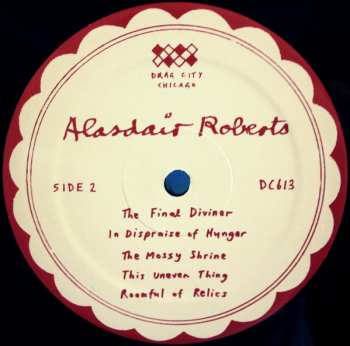 DRAG CITY
CHICAGO
Alasdair Roberts
SIDE 2
DC613
The Final Diviner
In Dispraise of Hunger
The Mossy Shrine
This Uneven Thing
Roomful of Relics